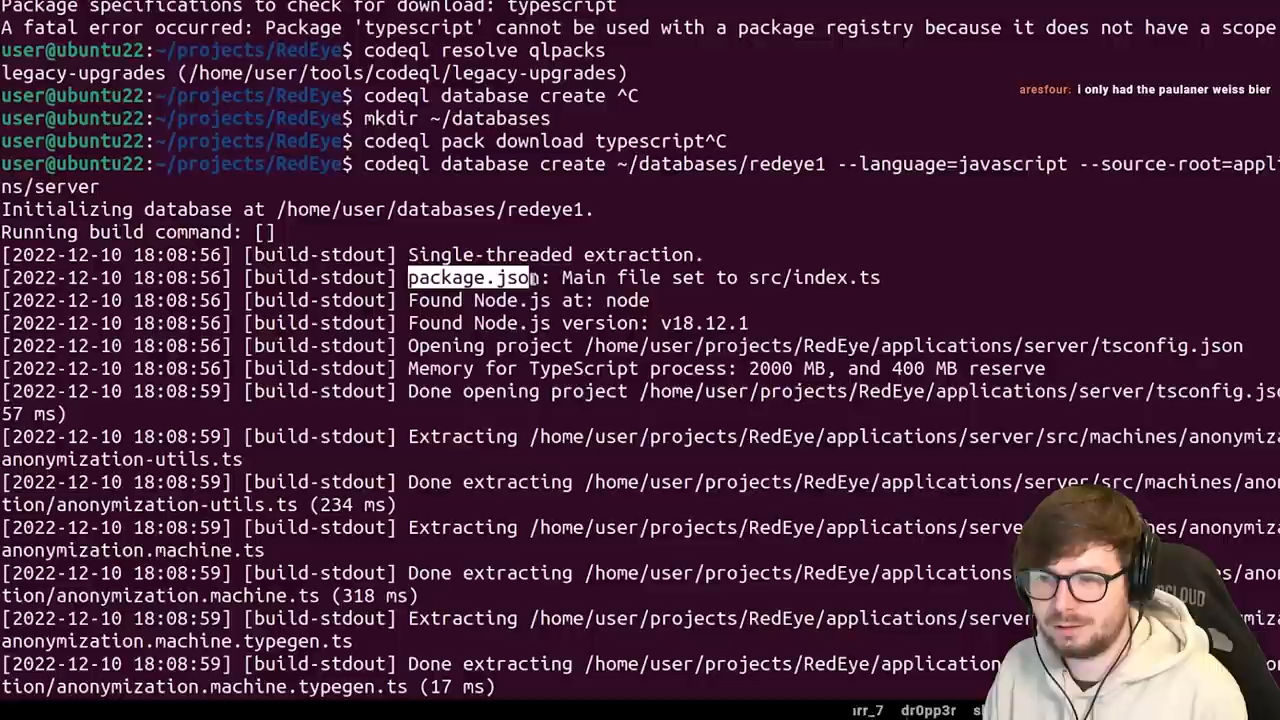 Package specifications to check for download: typescript
A fatal error occurred: Package 'typescript' cannot be used with a package registry because it does not have a scope
user@ubuntu22:~/projects/RedEye$ codeql resolve qlpacks
legacy-upgrades (/home/user/tools/codeql/legacy-upgrades)
user@ubuntu22:~/projects/RedEye$ codeql database create ^C
aresfour: i only had the paulaner weiss bier
user@ubuntu22:~/projects/RedEye$ mkdir ~/databases
user@ubuntu22:~/projects/RedEye$ codeql pack download typescript^C
user@ubuntu22:~/projects/RedEye$ codeql database create ~/databases/redeye1 --language=javascript --source-root=appl
ns/server
Initializing database at /home/user/databases/redeye1.
Running build command: []
[2022-12-10 18:08:56] [build-stdout] Single-threaded extraction.
[2022-12-10 18:08:56] [build-stdout] package.json: Main file set to src/index.ts
[2022-12-10 18:08:56] [build-stdout] Found Node.js at: node
[2022-12-10 18:08:56] [build-stdout] Found Node.js version: v18.12.1
[2022-12-10 18:08:56] [build-stdout] Opening project /home/user/projects/RedEye/applications/server/tsconfig.json
[2022-12-10 18:08:56] [build-stdout] Memory for TypeScript process: 2000 MB, and 400 MB reserve
[2022-12-10 18:08:59] [build-stdout] Done opening project /home/user/projects/RedEye/applications/server/tsconfig.jso
57 ms)
[2022-12-10 18:08:59] [build-stdout] Extracting /home/user/projects/RedEye/applications/server/src/machines/anonymiz
anonymization-utils.ts
[2022-12-10 18:08:59] [build-stdout] Done extracting /home/user/projects/RedEye/applications/server/src/machines/ano
tion/anonymization-utils.ts (234 ms)
[2022-12-10 18:08:59] [build-stdout] Extracting /home/user/projects/RedEye/applications/serve anonymiz
anonymization.machine.ts
[2022-12-10 18:08:59] [build-stdout] Done extracting /home/user/projects/RedEye/applications/ ano
tion/anonymization.machine.ts (318 ms)
[2022-12-10 18:08:59] [build-stdout] Extracting /home/user/projects/RedEye/applications/serve onymiz
anonymization.machine.typegen.ts
[2022-12-10 18:08:59] [build-stdout] Done extracting /home/user/projects/RedEye/application ano
tion/anonymization.machine.typegen.ts (17 ms)
CLOUD
ırr_7 dr0pp3r